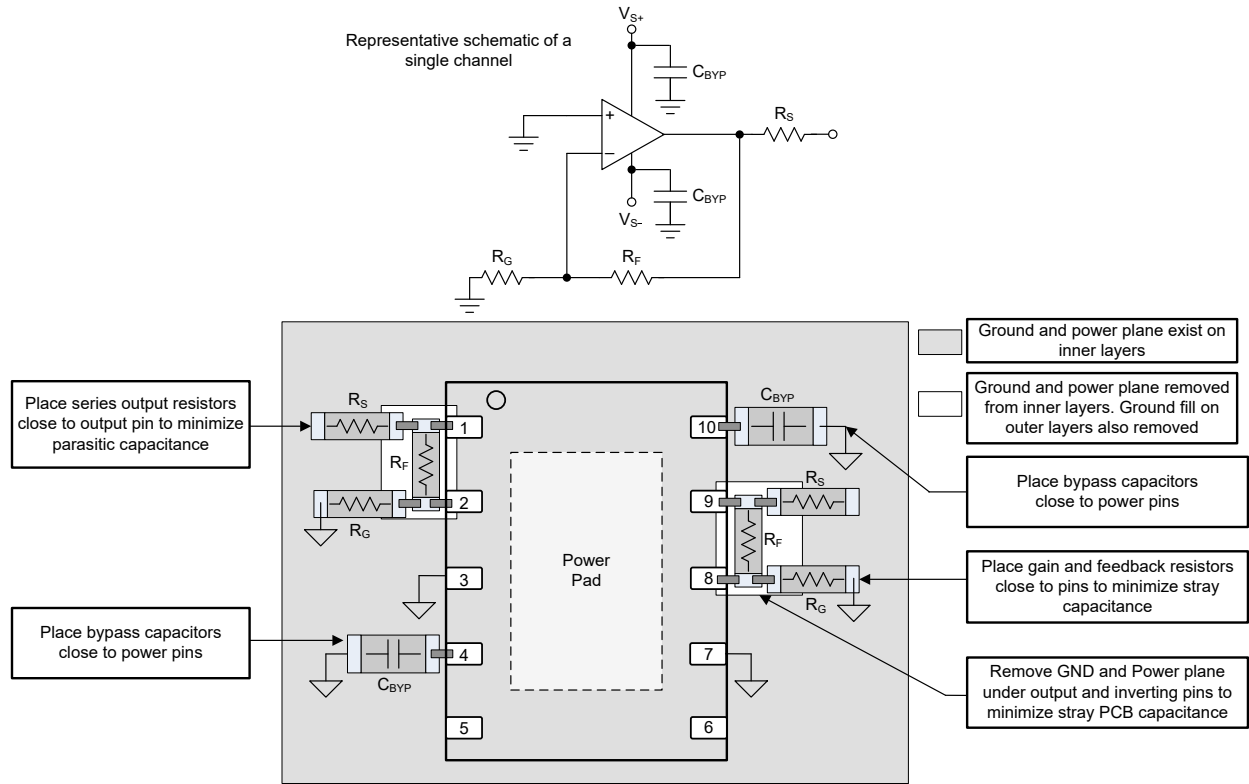 Representative schematic of a
single channel
VS+
CBYP
+
−
RS
CBYP
VS-
RG
RF
Ground and power plane exist on
inner layers
Ground and power plane removed
from inner layers. Ground fill on
outer layers also removed
Place series output resistors
close to output pin to minimize
parasitic capacitance
RS
RF
RG
1
2
3
4
5
CBYP
Power
Pad
10
9
8
7
6
CBYP
RS
RF
RG
Place bypass capacitors
close to power pins
Place bypass capacitors
close to power pins
Place gain and feedback resistors
close to pins to minimize stray
capacitance
Remove GND and Power plane
under output and inverting pins to
minimize stray PCB capacitance